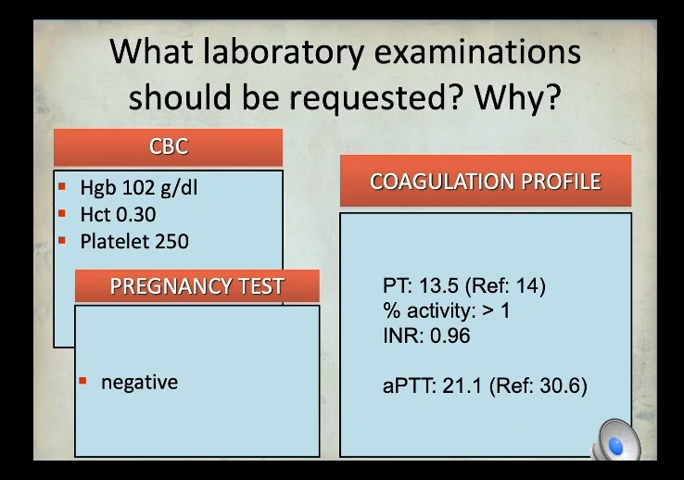 What laboratory examinations
should be requested? Why?
CBC
Hgb 102 g/dl
Hct 0.30
Platelet 250
PREGNANCY TEST
negative
COAGULATION PROFILE
PT: 13.5 (Ref: 14)
% activity: > 1
INR: 0.96
aPTT: 21.1 (Ref: 30.6)